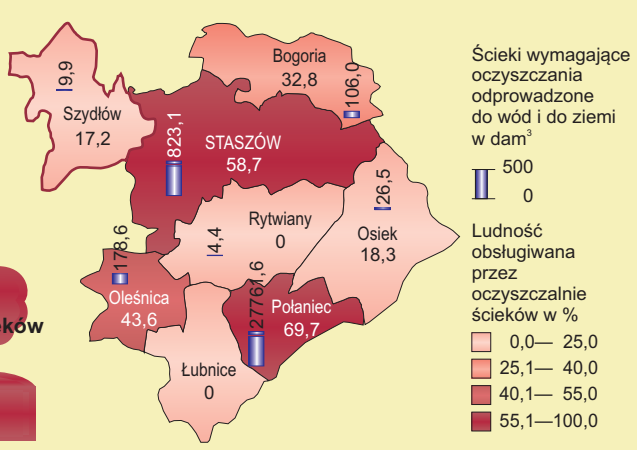 Bogoria
32,8
106,0
9,9
Szydłów
17,2
823,1
STASZÓW
58,7
26,5
Osiek
18,3
Rytwiany
0
4,4
178,6
Oleśnica
43,6
27761,6
Połaniec
69,7
Łubnice
0
ków
Ścieki wymagające
oczyszczania
odprowadzone
do wód i do ziemi
w dam³
500
0
Ludność
obsługiwana
przez
oczyszczalnie
ścieków w %
0,0— 25,0
25,1— 40,0
40,1— 55,0
55,1—100,0